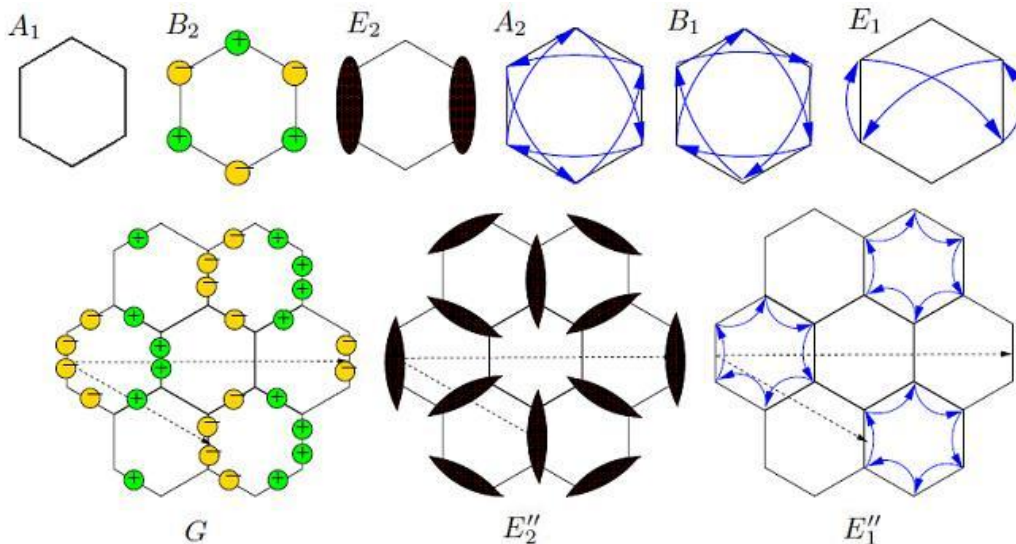 A₁ B₂ E₂ A₂ B₁ E₁
+ − − + + −
G E₂'' E₁''